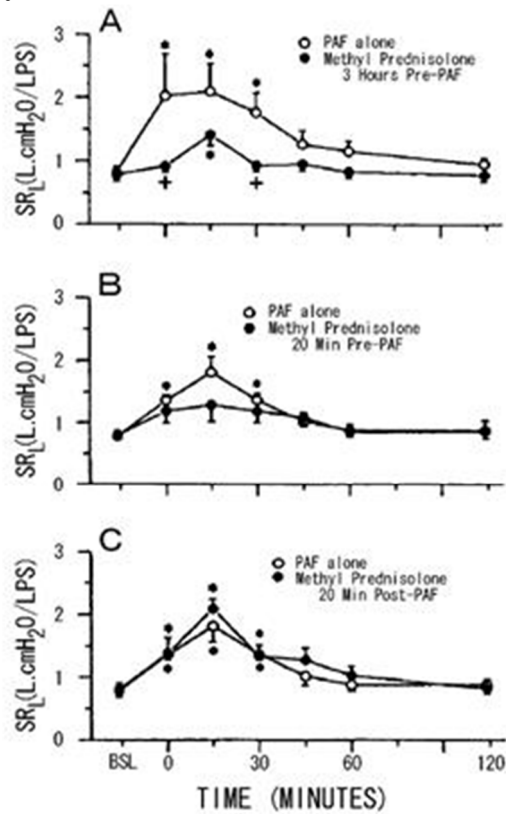 A
PAF alone
Methyl Prednisolone
3 Hours Pre-PAF
3
2
1
0
SRL(L.cmH2O/LPS)
+
+
B
PAF alone
Methyl Prednisolone
20 Min Pre-PAF
3
2
1
0
SRL(L.cmH2O/LPS)
C
PAF alone
Methyl Prednisolone
20 Min Post-PAF
3
2
1
0
SRL(L.cmH2O/LPS)
BSL 0 30 60 120
TIME (MINUTES)